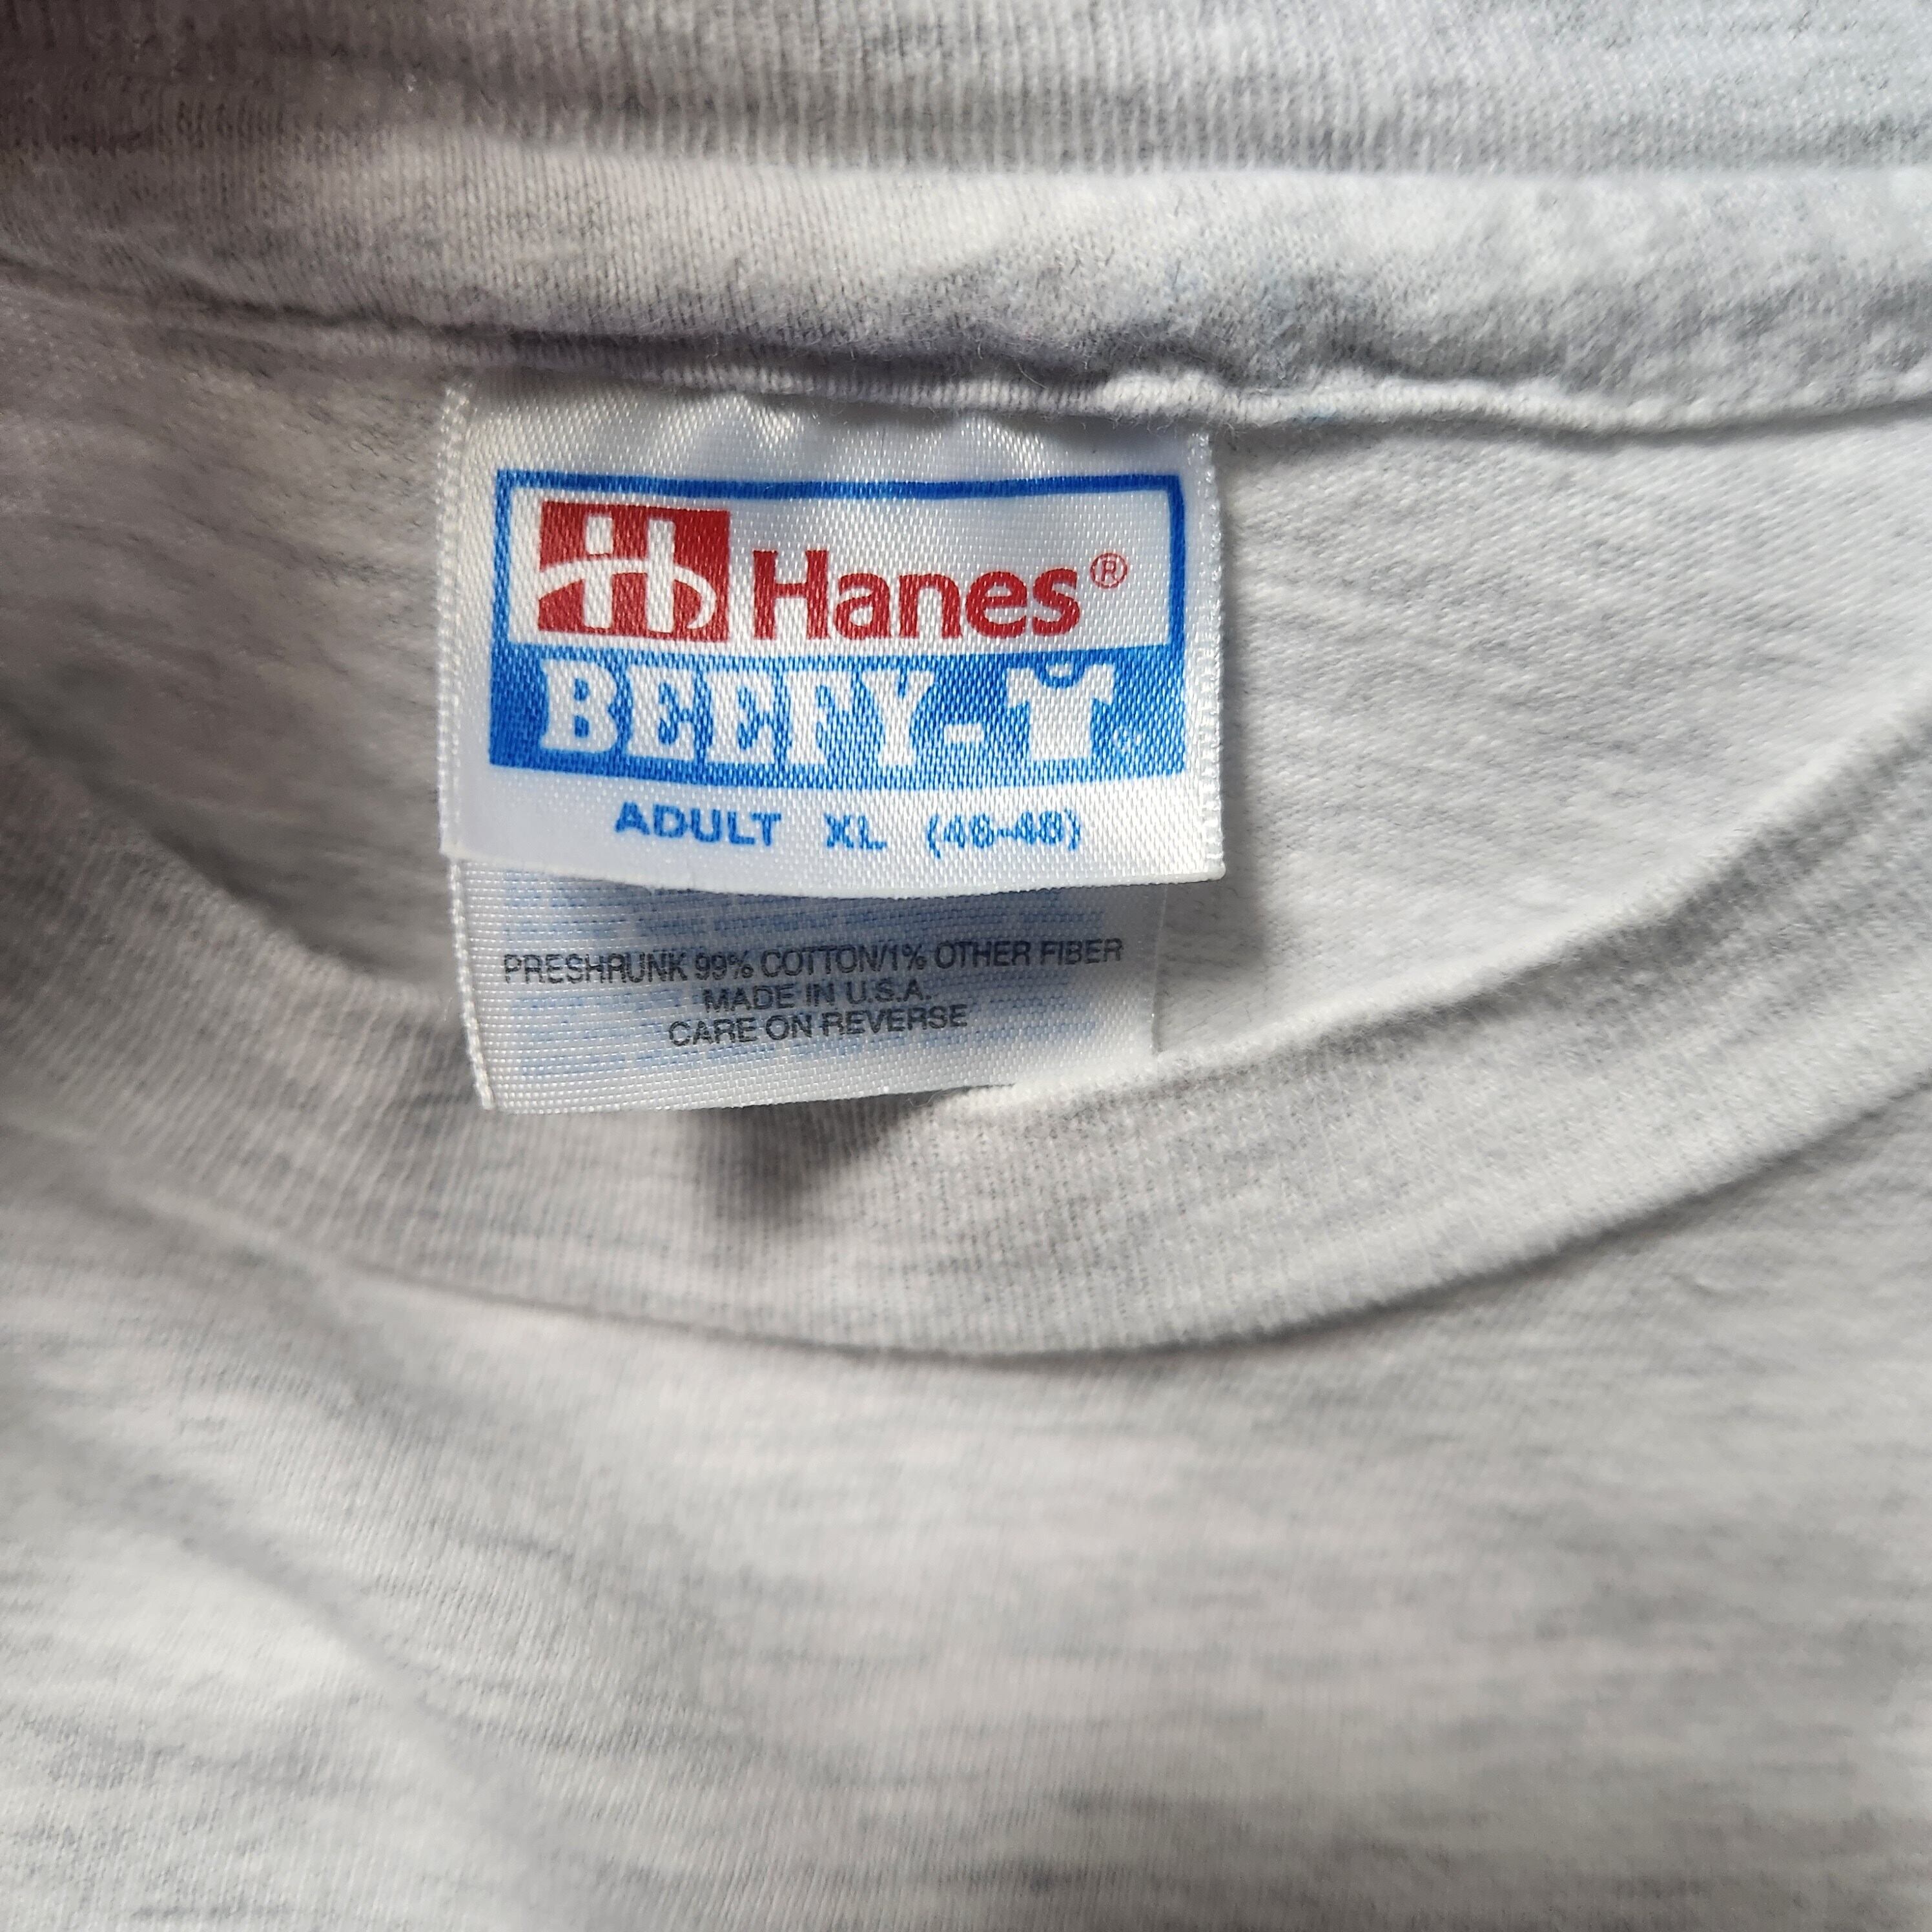 Hanes®
BEEFY-T
ADULT XL (46-48)
PRESHRUNK 99% COTTON/1% OTHER FIBER
MADE IN U.S.A.
CARE ON REVERSE